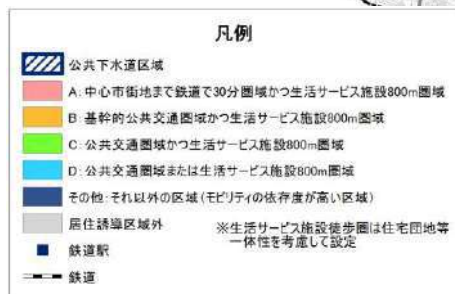 凡例
公共下水道区域
A:中心市街地まで鉄道で30分圏域かつ生活サービス施設800m圏域
B:基幹的公共交通圏域かつ生活サービス施設800m圏域
C:公共交通圏域かつ生活サービス施設800m圏域
D:公共交通圏域または生活サービス施設800m圏域
その他:それ以外の区域(モビリティの依存度が高い区域)
居住誘導区域外
※生活サービス施設徒歩圏は住宅団地等
一体性を考慮して設定
鉄道駅
鉄道